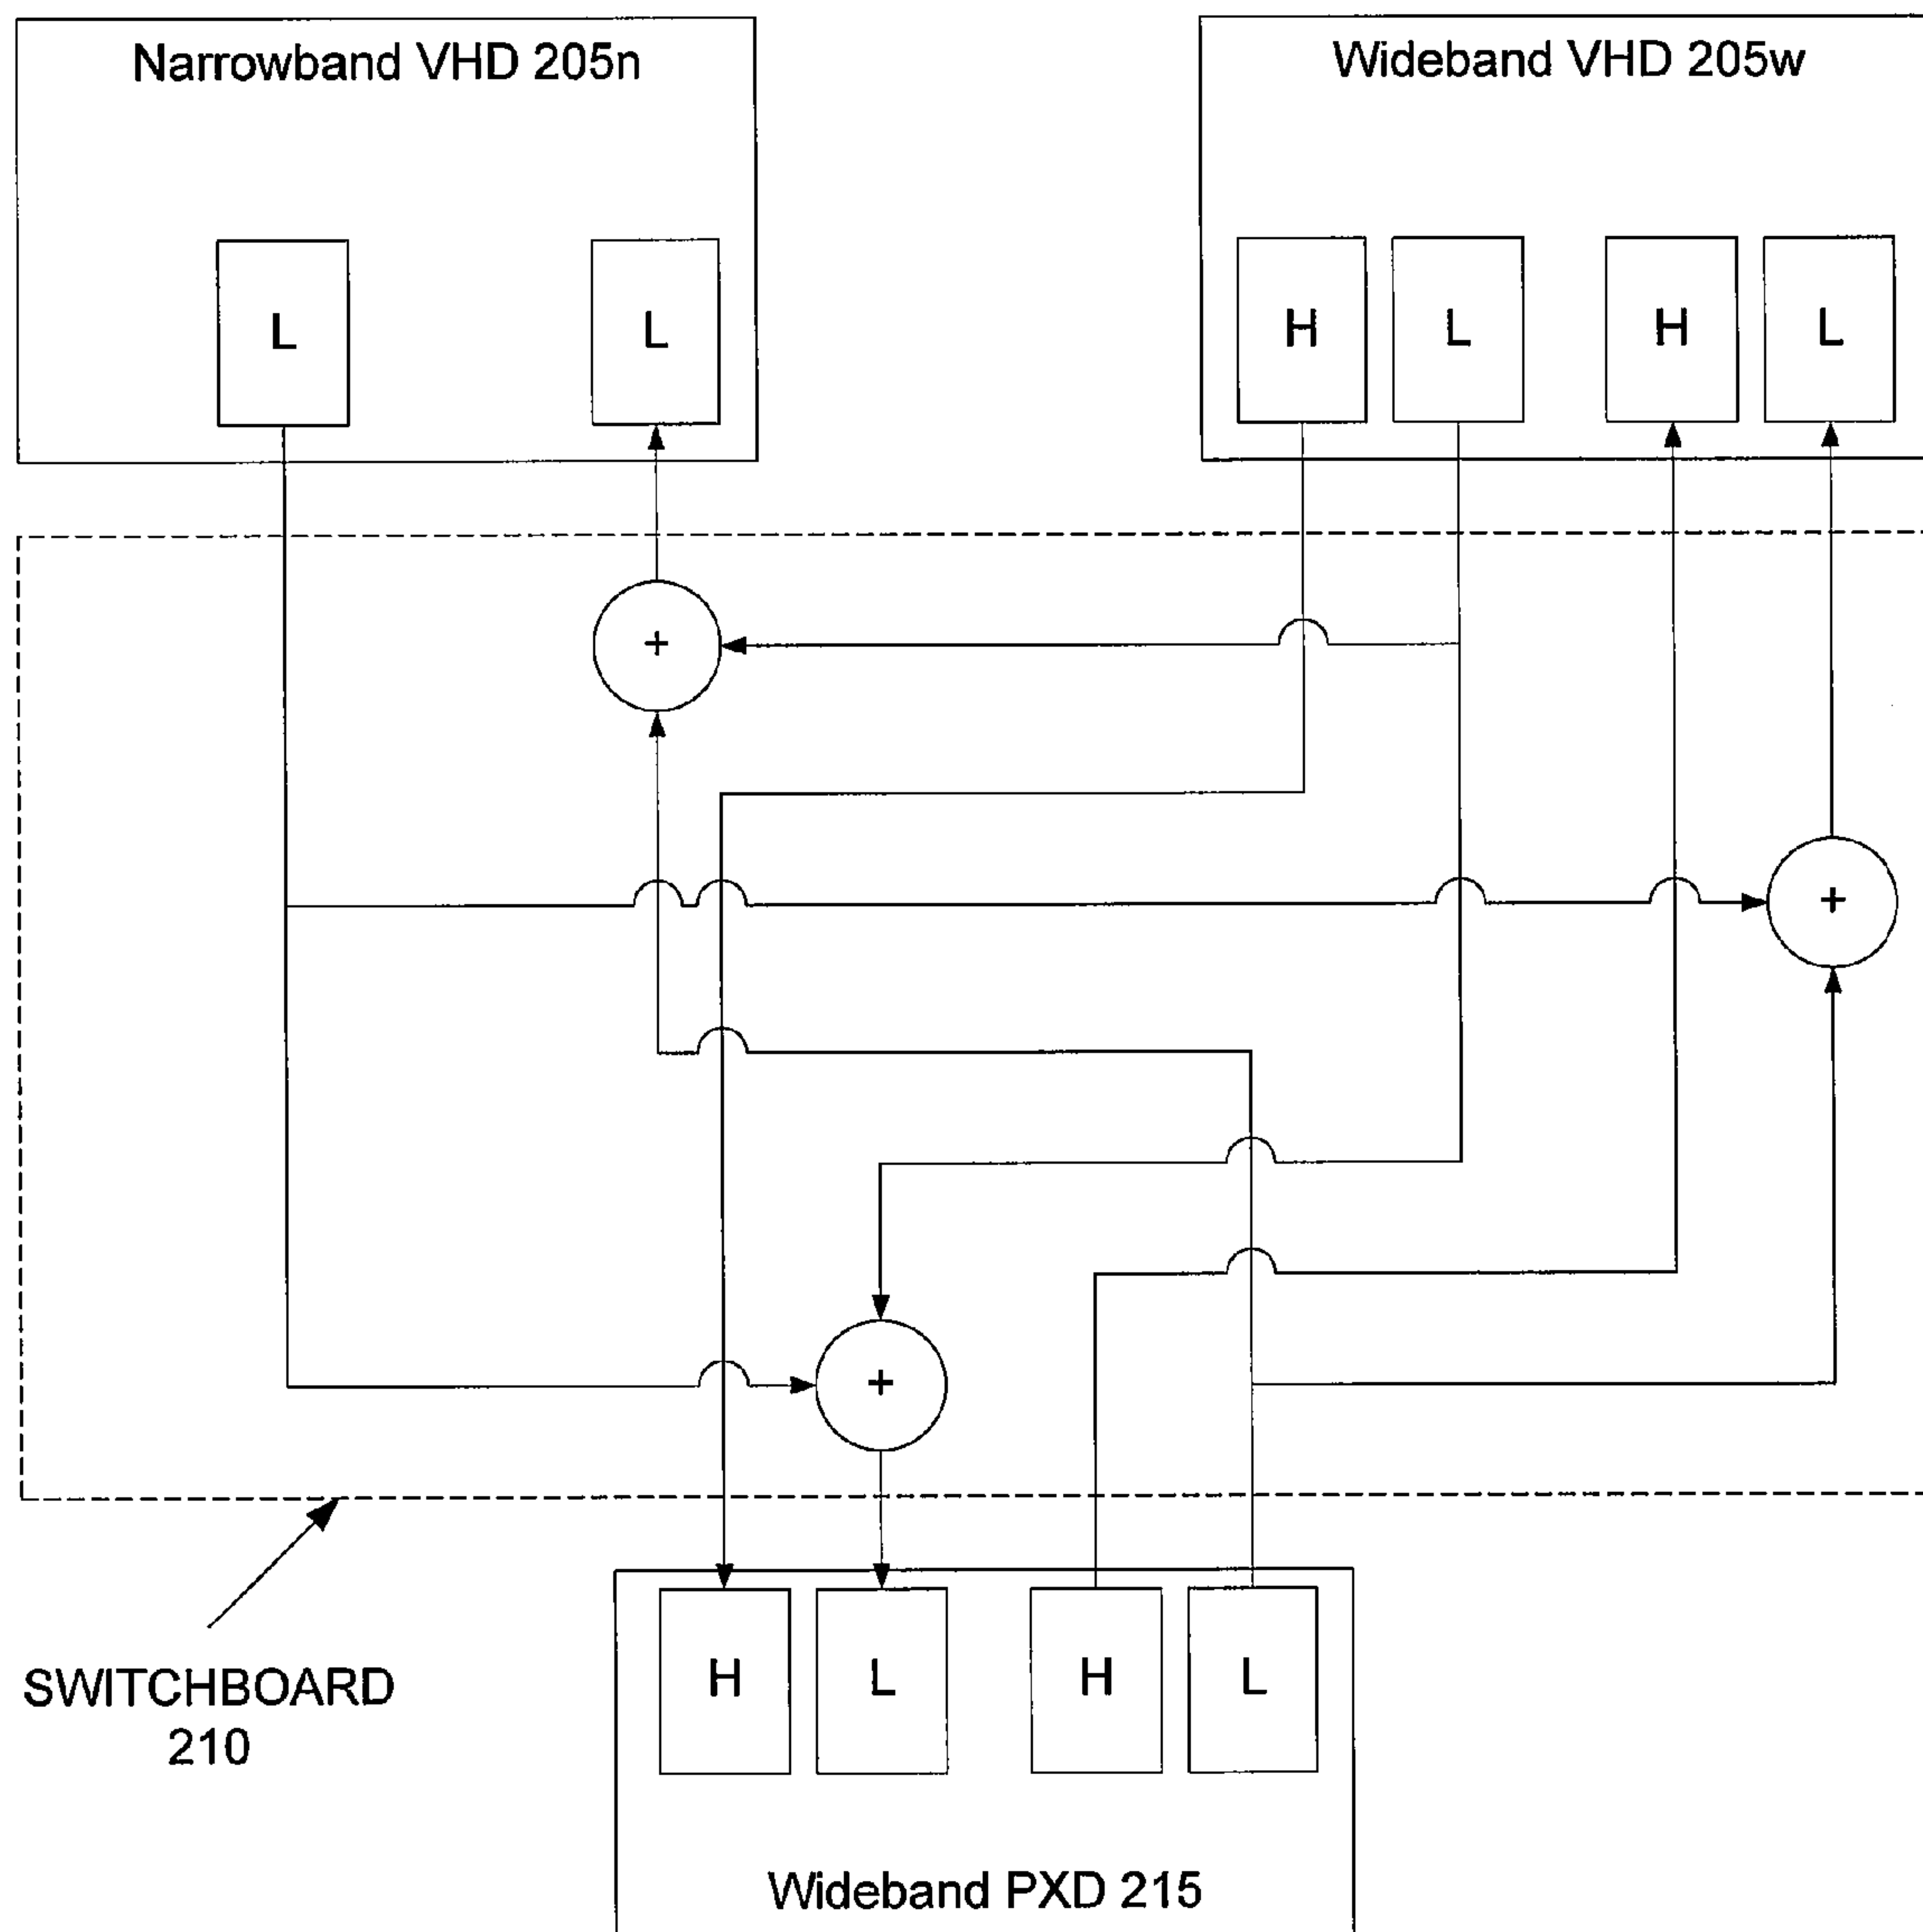 Narrowband VHD 205n
Wideband VHD 205w
L
L
H
L
H
L
+
+
+
H
L
H
L
SWITCHBOARD
210
Wideband PXD 215